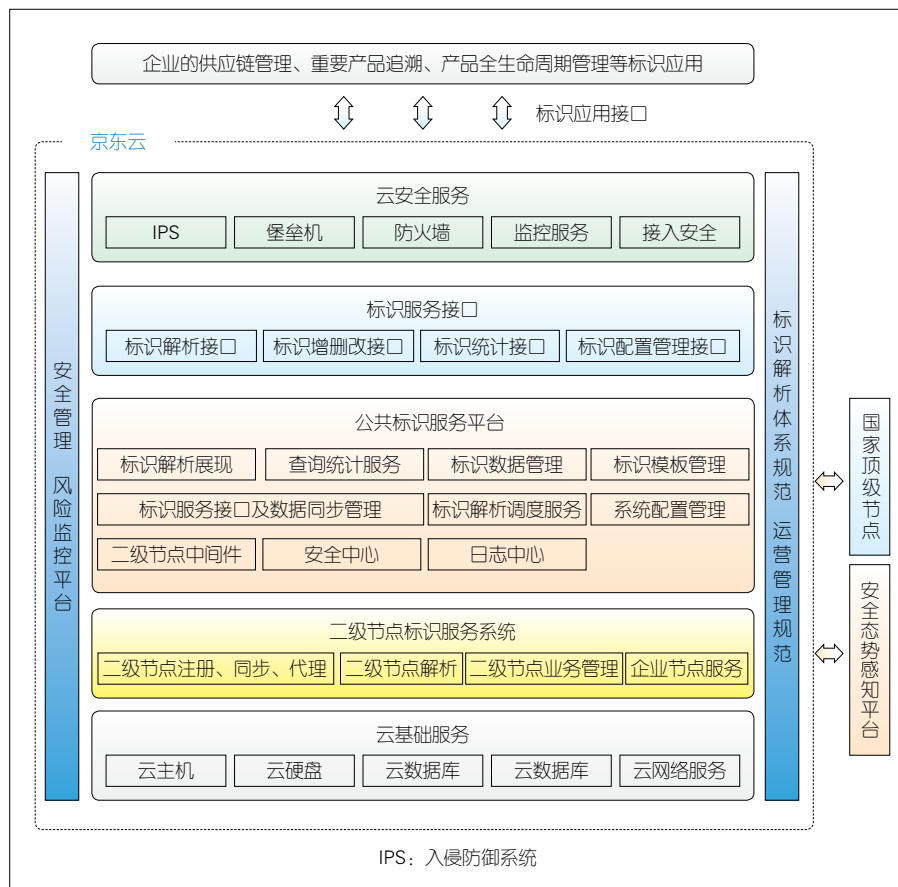 企业的供应链管理、重要产品追溯、产品全生命周期管理等标识应用
标识应用接口
京东云
安全管理 风险监控平台
云安全服务
IPS
堡垒机
防火墙
监控服务
接入安全
标识服务接口
标识解析接口
标识增删改接口
标识统计接口
标识配置管理接口
公共标识服务平台
标识解析展现
查询统计服务
标识数据管理
标识模板管理
标识服务接口及数据同步管理
标识解析调度服务
系统配置管理
二级节点中间件
安全中心
日志中心
二级节点标识服务系统
二级节点注册、同步、代理
二级节点解析
二级节点业务管理
企业节点服务
云基础服务
云主机
云硬盘
云数据库
云数据库
云网络服务
标识解析体系规范 运营管理规范
国家顶级节点
安全态势感知平台
IPS：入侵防御系统